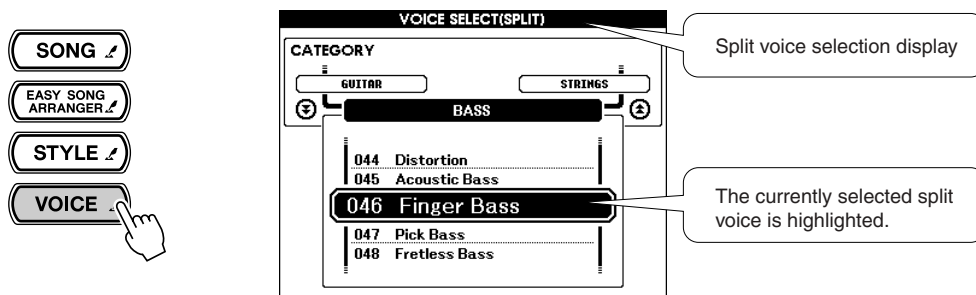 SONG
EASY SONG
ARRANGER
STYLE
VOICE
VOICE SELECT(SPLIT)
CATEGORY
GUITAR
STRINGS
BASS
044 Distortion
045 Acoustic Bass
046 Finger Bass
047 Pick Bass
048 Fretless Bass
Split voice selection display
The currently selected split
voice is highlighted.